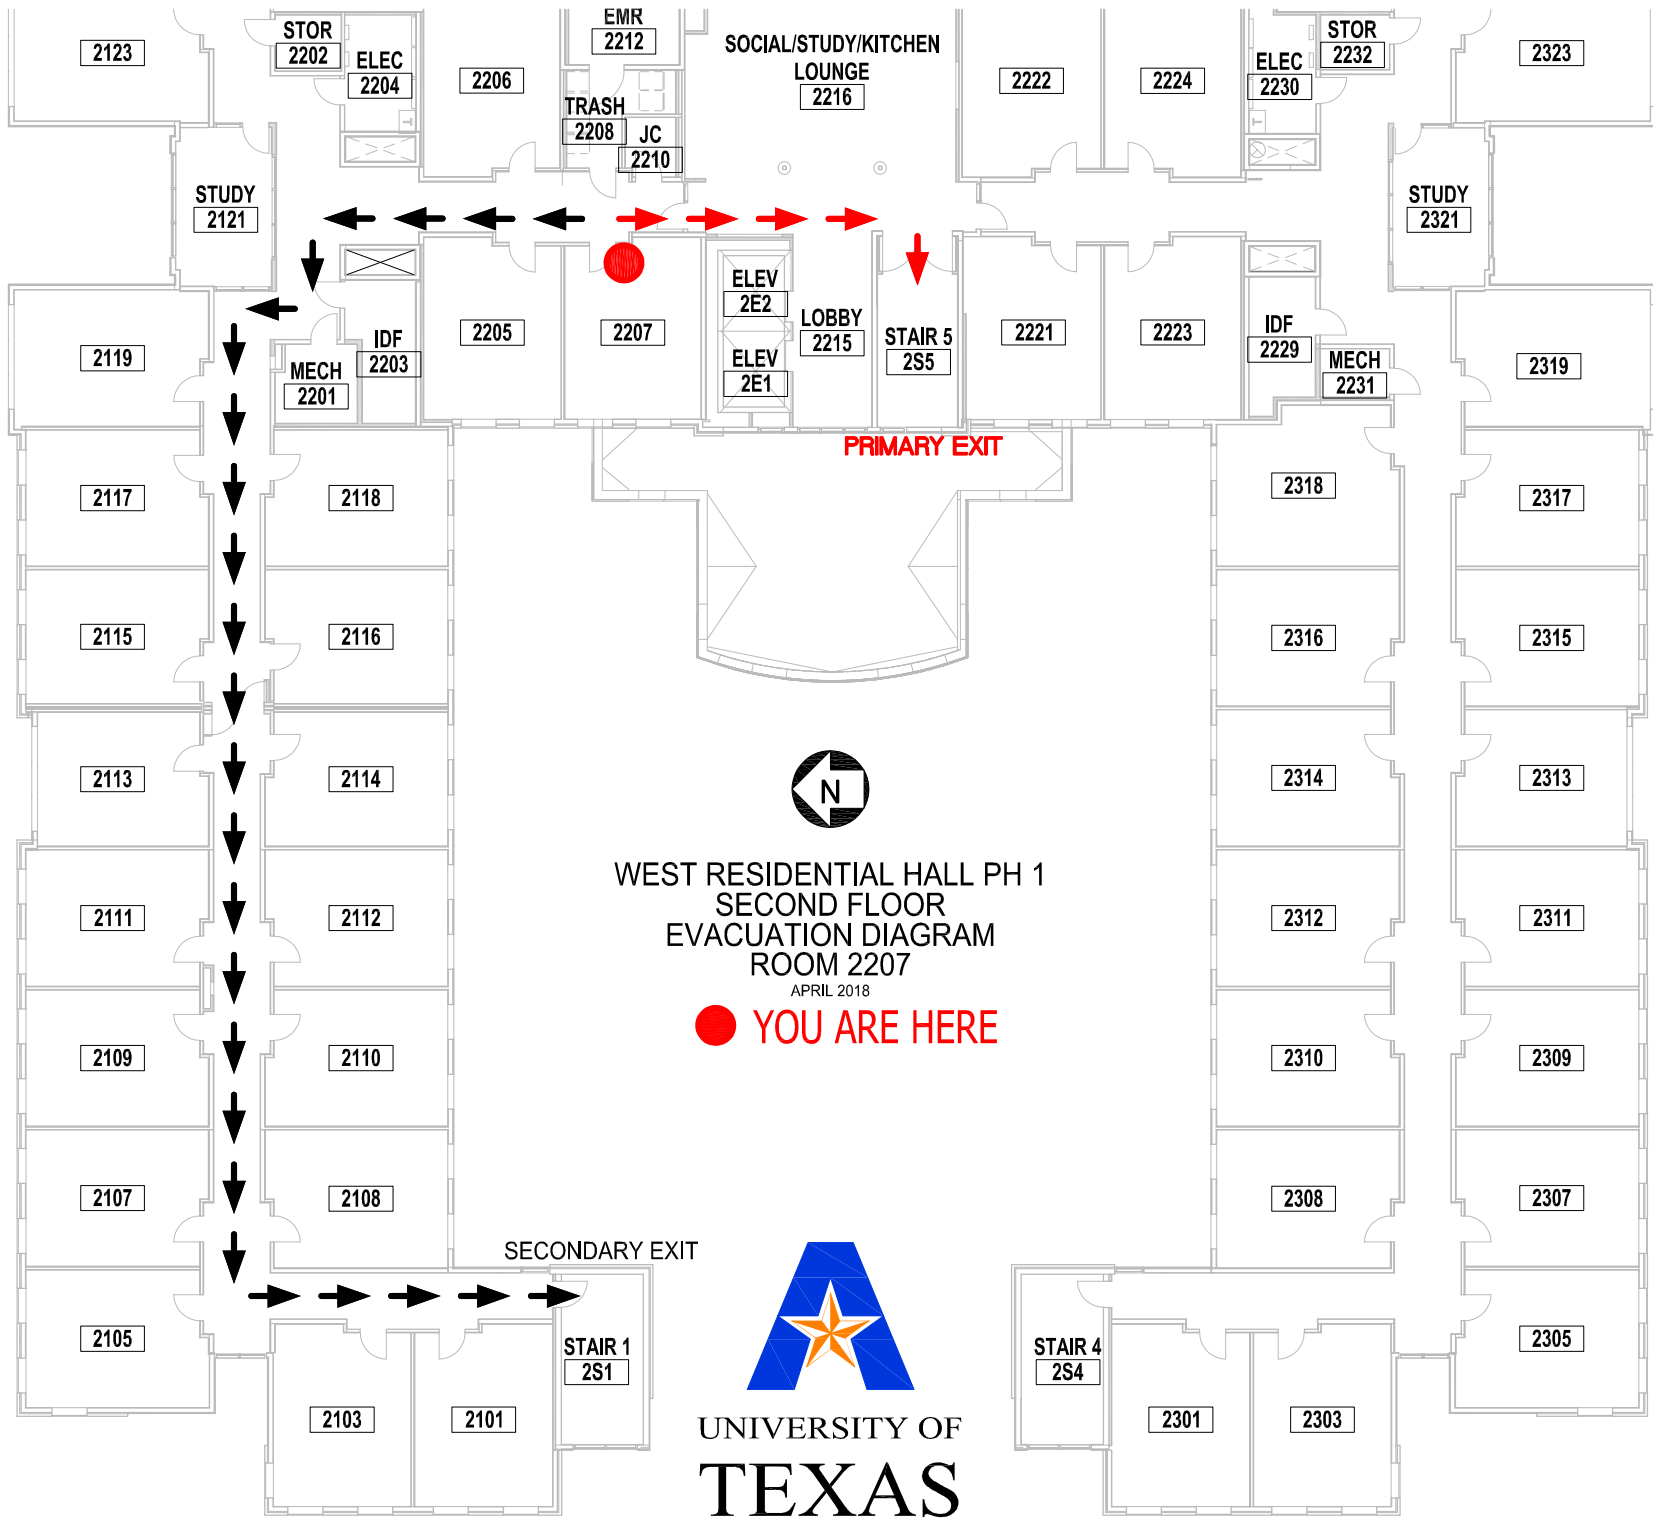 2123
STOR
2202
ELEC
2204
2206
EMR
2212
TRASH
2208
JC
2210
SOCIAL/STUDY/KITCHEN
LOUNGE
2216
2222
2224
ELEC
2230
STOR
2232
2323
STUDY
2121
STUDY
2321
2119
MECH
2201
IDF
2203
2205
2207
ELEV
2E2
ELEV
2E1
LOBBY
2215
STAIR 5
2S5
2221
2223
IDF
2229
MECH
2231
2319
PRIMARY EXIT
2117
2118
2318
2317
2115
2116
2316
2315
2113
2114
2314
2313
N
WEST RESIDENTIAL HALL PH 1
SECOND FLOOR
EVACUATION DIAGRAM
ROOM 2207
APRIL 2018
YOU ARE HERE
2111
2112
2312
2311
2109
2110
2310
2309
2107
2108
2308
2307
SECONDARY EXIT
2105
STAIR 1
2S1
STAIR 4
2S4
2305
2103
2101
2301
2303
UNIVERSITY OF
TEXAS